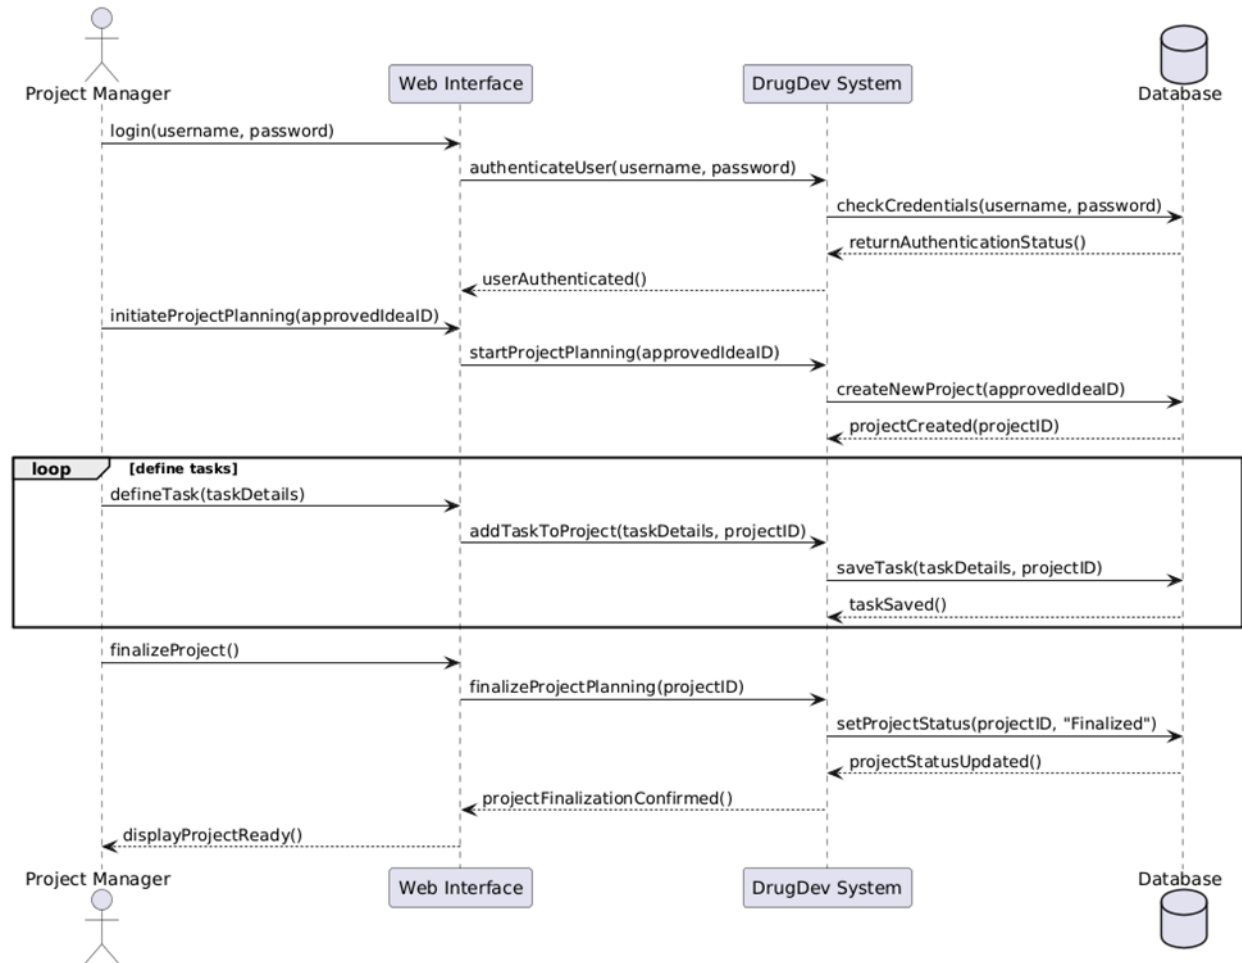 Project Manager
Web Interface
DrugDev System
Database
login(username, password)
authenticateUser(username, password)
checkCredentials(username, password)
returnAuthenticationStatus()
userAuthenticated()
initiateProjectPlanning(approvedIdeaID)
startProjectPlanning(approvedIdeaID)
createNewProject(approvedIdeaID)
projectCreated(projectID)
loop [define tasks]
defineTask(taskDetails)
addTaskToProject(taskDetails, projectID)
saveTask(taskDetails, projectID)
taskSaved()
finalizeProject()
finalizeProjectPlanning(projectID)
setProjectStatus(projectID, "Finalized")
projectStatusUpdated()
projectFinalizationConfirmed()
displayProjectReady()
Project Manager
Web Interface
DrugDev System
Database